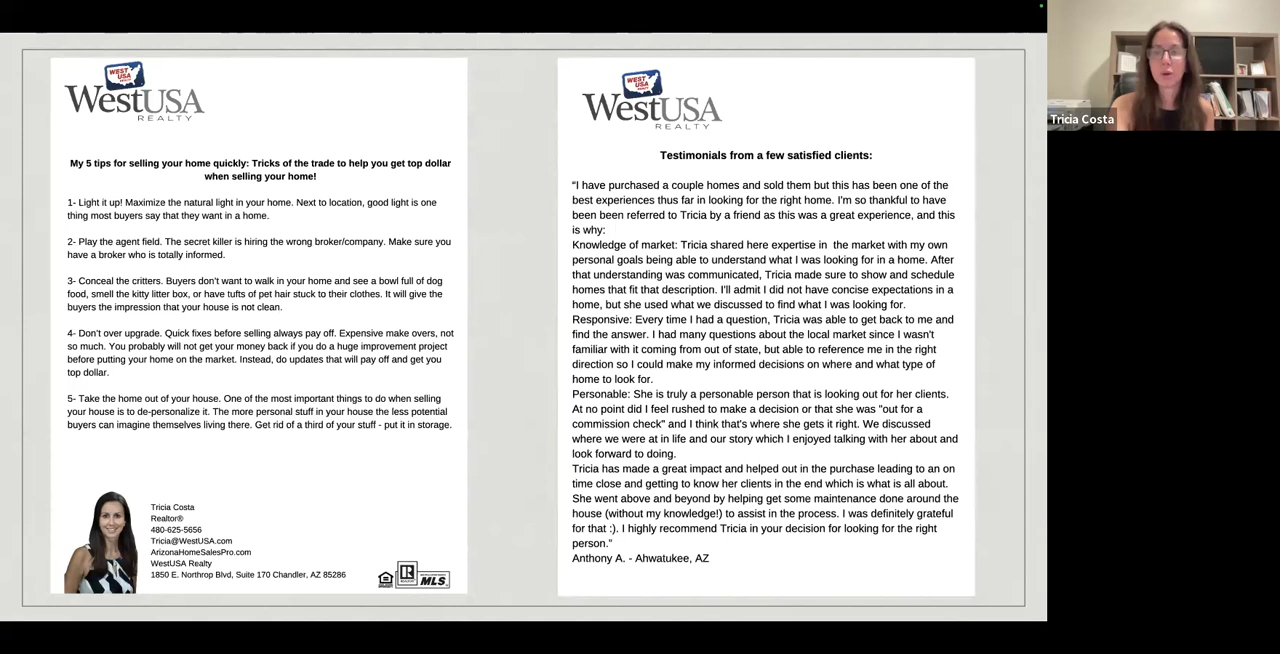 WEST
USA
REALTY
WestUSA
REALTY
My 5 tips for selling your home quickly: Tricks of the trade to help you get top dollar
when selling your home!
1- Light it up! Maximize the natural light in your home. Next to location, good light is one
thing most buyers say that they want in a home.
2- Play the agent field. The secret killer is hiring the wrong broker/company. Make sure you
have a broker who is totally informed.
3- Conceal the critters. Buyers don't want to walk in your home and see a bowl full of dog
food, smell the kitty litter box, or have tufts of pet hair stuck to their clothes. It will give the
buyers the impression that your house is not clean.
4- Don't over upgrade. Quick fixes before selling always pay off. Expensive make overs, not
so much. You probably will not get your money back if you do a huge improvement project
before putting your home on the market. Instead, do updates that will pay off and get you
top dollar.
5- Take the home out of your house. One of the most important things to do when selling
your house is to de-personalize it. The more personal stuff in your house the less potential
buyers can imagine themselves living there. Get rid of a third of your stuff - put it in storage.
Tricia Costa
Realtor®
480-625-5656
Tricia@WestUSA.com
ArizonaHomeSalesPro.com
WestUSA Realty
1850 E. Northrop Blvd, Suite 170 Chandler, AZ 85286
R
MLS
WEST
USA
WestUSA
REALTY
Testimonials from a few satisfied clients:
“I have purchased a couple homes and sold them but this has been one of the
best experiences thus far in looking for the right home. I'm so thankful to have
been been referred to Tricia by a friend as this was a great experience, and this
is why:
Knowledge of market: Tricia shared here expertise in  the market with my own
personal goals being able to understand what I was looking for in a home. After
that understanding was communicated, Tricia made sure to show and schedule
homes that fit that description. I'll admit I did not have concise expectations in a
home, but she used what we discussed to find what I was looking for.
Responsive: Every time I had a question, Tricia was able to get back to me and
find the answer. I had many questions about the local market since I wasn't
familiar with it coming from out of state, but able to reference me in the right
direction so I could make my informed decisions on where and what type of
home to look for.
Personable: She is truly a personable person that is looking out for her clients.
At no point did I feel rushed to make a decision or that she was "out for a
commission check" and I think that's where she gets it right. We discussed
where we were at in life and our story which I enjoyed talking with her about and
look forward to doing.
Tricia has made a great impact and helped out in the purchase leading to an on
time close and getting to know her clients in the end which is what is all about.
She went above and beyond by helping get some maintenance done around the
house (without my knowledge!) to assist in the process. I was definitely grateful
for that :). I highly recommend Tricia in your decision for looking for the right
person.”
Anthony A. - Ahwatukee, AZ
Tricia Costa